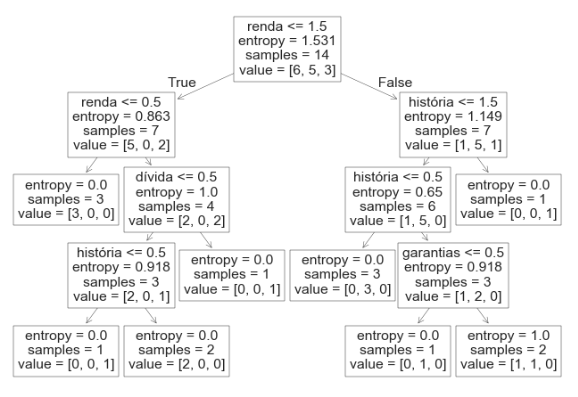 renda <= 1.5
entropy = 1.531
samples = 14
value = [6, 5, 3]
True
False
renda <= 0.5
entropy = 0.863
samples = 7
value = [5, 0, 2]
história <= 1.5
entropy = 1.149
samples = 7
value = [1, 5, 1]
entropy = 0.0
samples = 3
value = [3, 0, 0]
dívida <= 0.5
entropy = 1.0
samples = 4
value = [2, 0, 2]
história <= 0.5
entropy = 0.65
samples = 6
value = [1, 5, 0]
entropy = 0.0
samples = 1
value = [0, 0, 1]
história <= 0.5
entropy = 0.918
samples = 3
value = [2, 0, 1]
entropy = 0.0
samples = 1
value = [0, 0, 1]
entropy = 0.0
samples = 3
value = [0, 3, 0]
garantias <= 0.5
entropy = 0.918
samples = 3
value = [1, 2, 0]
entropy = 0.0
samples = 1
value = [0, 0, 1]
entropy = 0.0
samples = 2
value = [2, 0, 0]
entropy = 0.0
samples = 1
value = [0, 1, 0]
entropy = 1.0
samples = 2
value = [1, 1, 0]